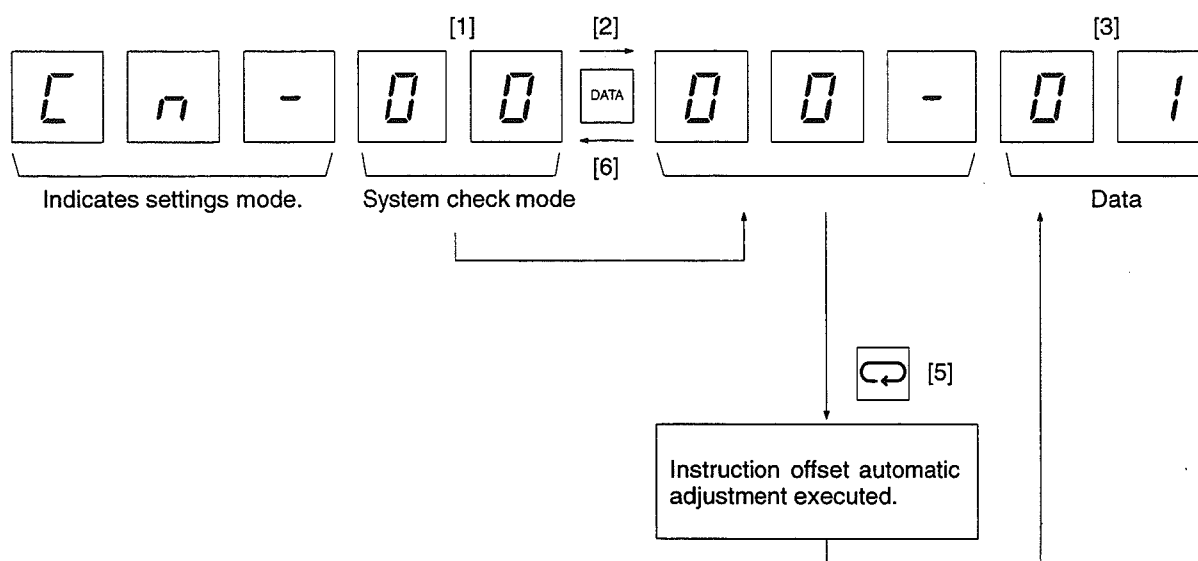 [1] [2] [3]
C n - 0 0 DATA 0 0 - 0 1
[6]
Indicates settings mode. System check mode Data
[5]
Instruction offset automatic
adjustment executed.